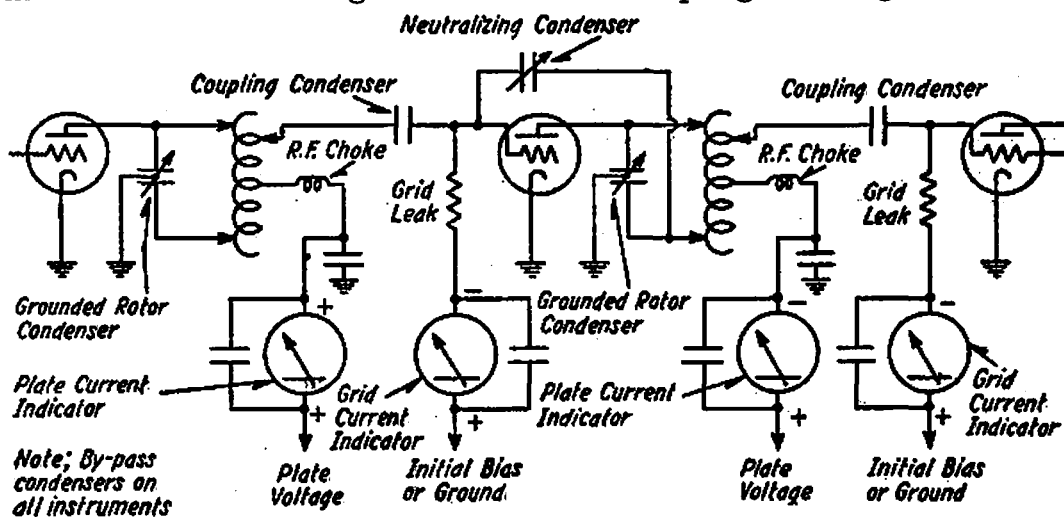 Neutralizing Condenser
Coupling Condenser
Coupling Condenser
R.F. Choke
Grid
Leak
R.F. Choke
Grid
Leak
Grounded Rotor
Condenser
Grounded Rotor
Condenser
+
−
−
−
Plate Current
Indicator
Grid
Current
Indicator
Plate Current
Indicator
Grid
Current
Indicator
+
+
+
+
Note; By-pass
condensers on
all instruments
Plate
Voltage
Initial Bias
or Ground
Plate
Voltage
Initial Bias
or Ground